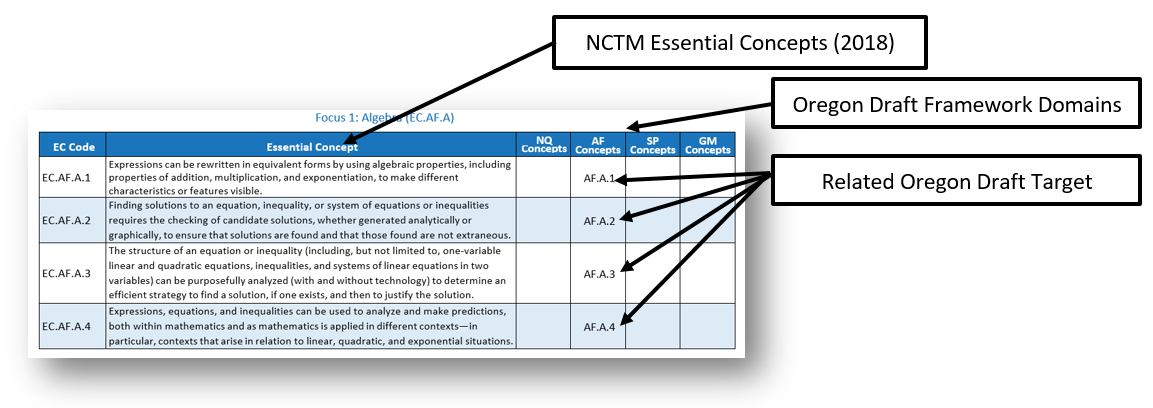 NCTM Essential Concepts (2018)
Oregon Draft Framework Domains
Related Oregon Draft Target
Focus 1: Algebra (EC.AF.A)
EC Code
Essential Concept
NQ
Concepts
AF
Concepts
SP
Concepts
GM
Concepts
EC.AF.A.1
Expressions can be rewritten in equivalent forms by using algebraic properties, including
properties of addition, multiplication, and exponentiation, to make different
characteristics or features visible.
AF.A.1
EC.AF.A.2
Finding solutions to an equation, inequality, or system of equations or inequalities
requires the checking of candidate solutions, whether generated analytically or
graphically, to ensure that solutions are found and that those found are not extraneous.
AF.A.2
EC.AF.A.3
The structure of an equation or inequality (including, but not limited to, one-variable
linear and quadratic equations, inequalities, and systems of linear equations in two
variables) can be purposefully analyzed (with and without technology) to determine an
efficient strategy to find a solution, if one exists, and then to justify the solution.
AF.A.3
EC.AF.A.4
Expressions, equations, and inequalities can be used to analyze and make predictions,
both within mathematics and as mathematics is applied in different contexts—in
particular, contexts that arise in relation to linear, quadratic, and exponential situations.
AF.A.4